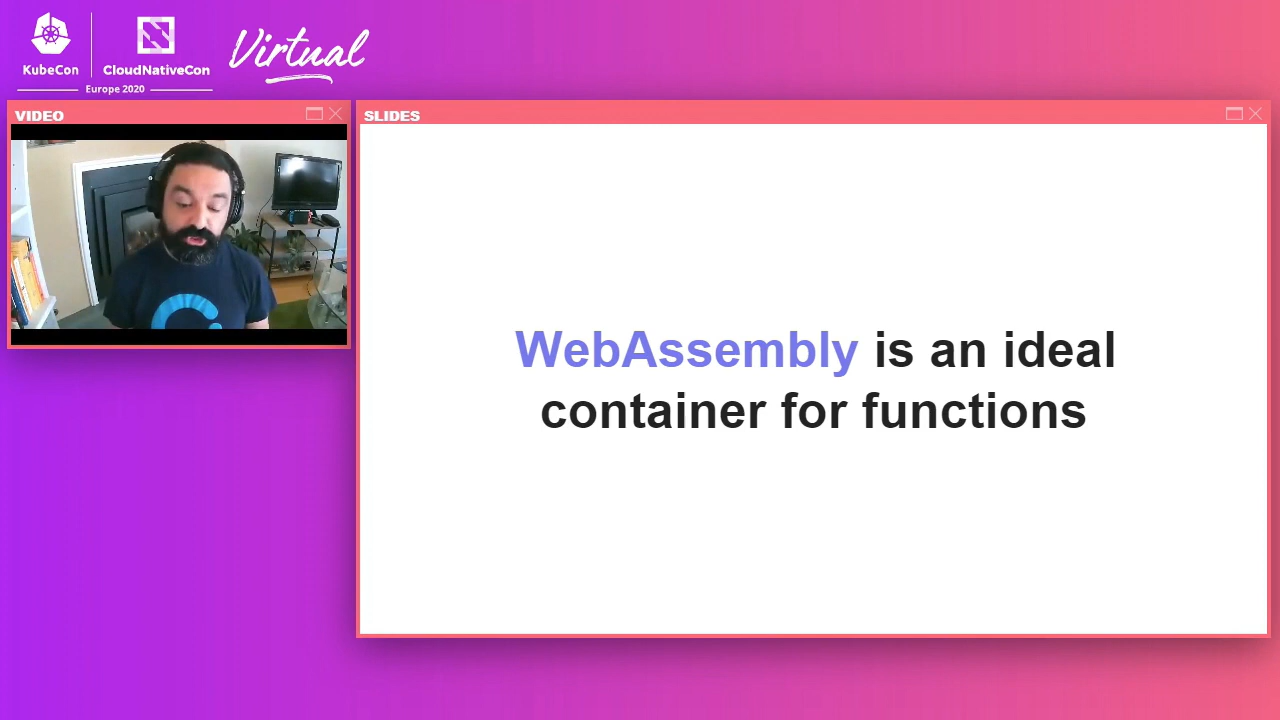 KubeCon
CloudNativeCon
Europe 2020
Virtual
VIDEO
SLIDES
WebAssembly is an ideal
container for functions